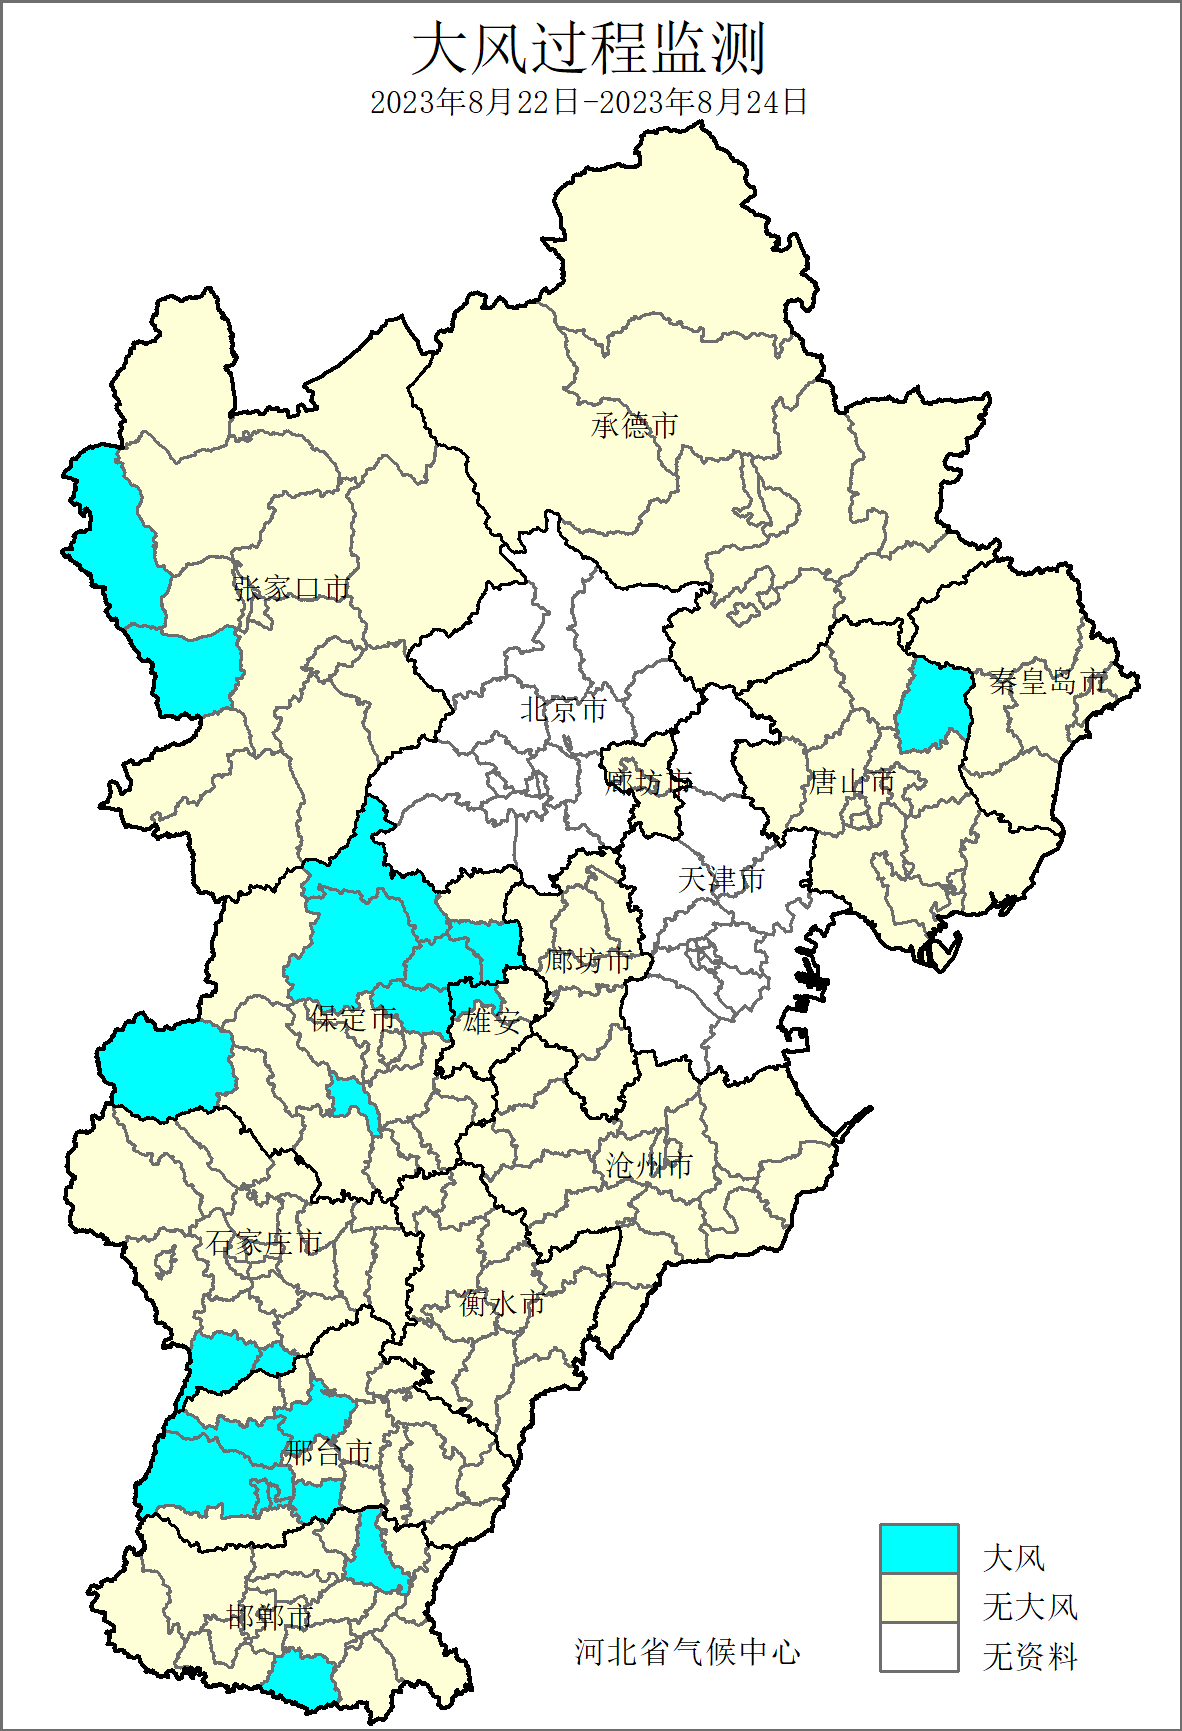 大风过程监测
2023年8月22日-2023年8月24日
承德市
张家口市
秦皇岛市
北京市
廊坊市
唐山市
天津市
廊坊市
保定市
雄安
沧州市
石家庄市
衡水市
邢台市
邯郸市
大风
无大风
无资料
河北省气候中心